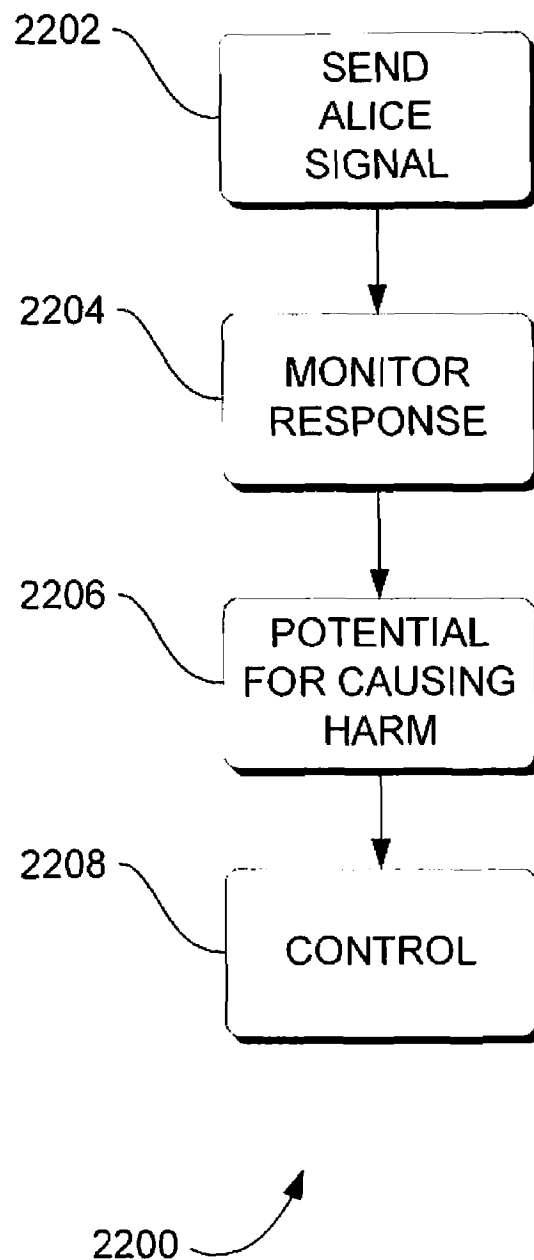 2202
SEND
ALICE
SIGNAL
2204
MONITOR
RESPONSE
2206
POTENTIAL
FOR CAUSING
HARM
2208
CONTROL
2200